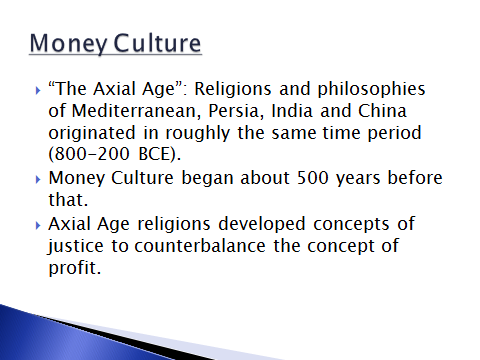 Money Culture
“The Axial Age”: Religions and philosophies
of Mediterranean, Persia, India and China
originated in roughly the same time period
(800-200 BCE).
Money Culture began about 500 years before
that.
Axial Age religions developed concepts of
justice to counterbalance the concept of
profit.